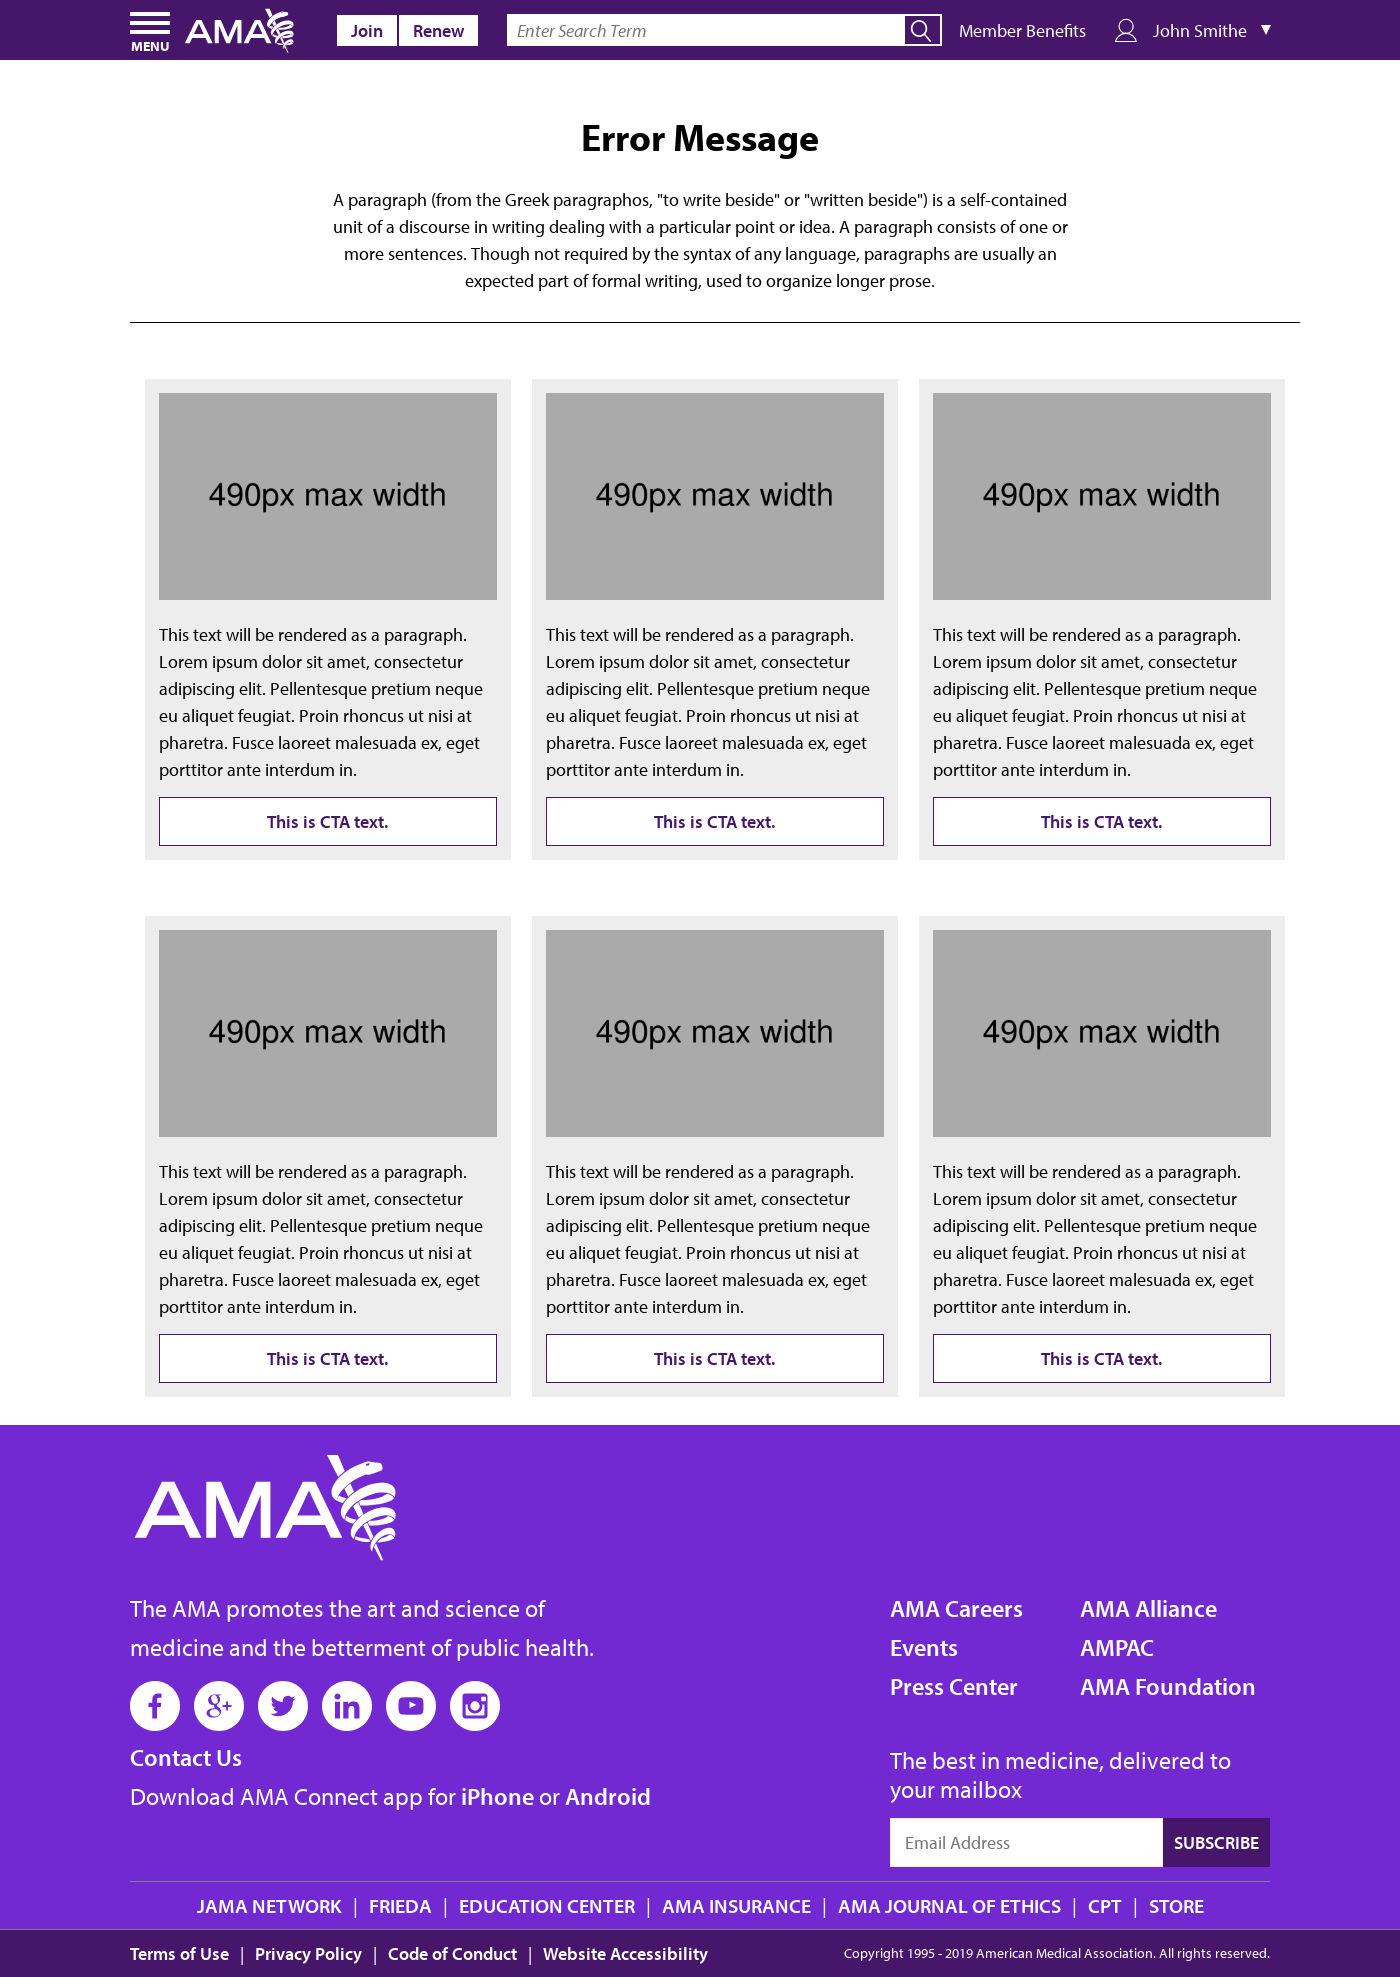 MENU
AMA
Join
Renew
Enter Search Term
Member Benefits
John Smithe
Error Message
A paragraph (from the Greek paragraphos, "to write beside" or "written beside") is a self-contained
unit of a discourse in writing dealing with a particular point or idea. A paragraph consists of one or
more sentences. Though not required by the syntax of any language, paragraphs are usually an
expected part of formal writing, used to organize longer prose.
490px max width
This text will be rendered as a paragraph.
Lorem ipsum dolor sit amet, consectetur
adipiscing elit. Pellentesque pretium neque
eu aliquet feugiat. Proin rhoncus ut nisi at
pharetra. Fusce laoreet malesuada ex, eget
porttitor ante interdum in.
This is CTA text.
490px max width
This text will be rendered as a paragraph.
Lorem ipsum dolor sit amet, consectetur
adipiscing elit. Pellentesque pretium neque
eu aliquet feugiat. Proin rhoncus ut nisi at
pharetra. Fusce laoreet malesuada ex, eget
porttitor ante interdum in.
This is CTA text.
490px max width
This text will be rendered as a paragraph.
Lorem ipsum dolor sit amet, consectetur
adipiscing elit. Pellentesque pretium neque
eu aliquet feugiat. Proin rhoncus ut nisi at
pharetra. Fusce laoreet malesuada ex, eget
porttitor ante interdum in.
This is CTA text.
490px max width
This text will be rendered as a paragraph.
Lorem ipsum dolor sit amet, consectetur
adipiscing elit. Pellentesque pretium neque
eu aliquet feugiat. Proin rhoncus ut nisi at
pharetra. Fusce laoreet malesuada ex, eget
porttitor ante interdum in.
This is CTA text.
490px max width
This text will be rendered as a paragraph.
Lorem ipsum dolor sit amet, consectetur
adipiscing elit. Pellentesque pretium neque
eu aliquet feugiat. Proin rhoncus ut nisi at
pharetra. Fusce laoreet malesuada ex, eget
porttitor ante interdum in.
This is CTA text.
490px max width
This text will be rendered as a paragraph.
Lorem ipsum dolor sit amet, consectetur
adipiscing elit. Pellentesque pretium neque
eu aliquet feugiat. Proin rhoncus ut nisi at
pharetra. Fusce laoreet malesuada ex, eget
porttitor ante interdum in.
This is CTA text.
AMA
The AMA promotes the art and science of
medicine and the betterment of public health.
f g+ in
Contact Us
Download AMA Connect app for iPhone or Android
AMA Careers
Events
Press Center
AMA Alliance
AMPAC
AMA Foundation
The best in medicine, delivered to
your mailbox
Email Address
SUBSCRIBE
JAMA NETWORK | FRIEDA | EDUCATION CENTER | AMA INSURANCE | AMA JOURNAL OF ETHICS | CPT | STORE
Terms of Use | Privacy Policy | Code of Conduct | Website Accessibility
Copyright 1995 - 2019 American Medical Association. All rights reserved.